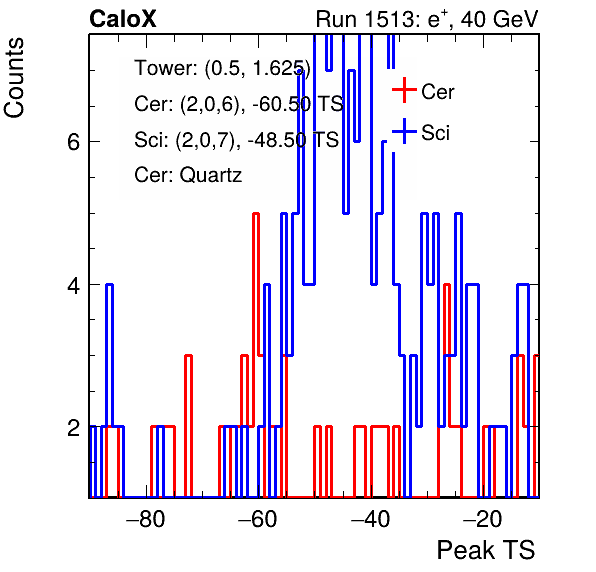 CaloX Run 1513: e⁺, 40 GeV
Counts
Tower: (0.5, 1.625)
Cer: (2,0,6), -60.50 TS
Sci: (2,0,7), -48.50 TS
Cer: Quartz
Cer
Sci
6
4
2
−80 −60 −40 −20
Peak TS